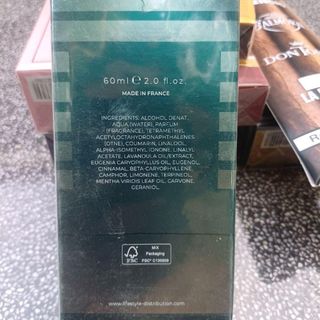 60ml ℮ 2.0 fl.oz.
MADE IN FRANCE
INGREDIENTS: ALCOHOL DENAT,
AQUA (WATER), PARFUM
(FRAGRANCE), TETRAMETHYL
ACETYLOCTAHYDRONAPHTHALENES
(OTNE), COUMARIN, LINALOOL,
ALPHA-ISOMETHYL IONONE, LINALYL
ACETATE, LAVANDULA OIL/EXTRACT,
EUGENIA CARYOPHYLLUS OIL, EUGENOL,
CINNAMAL, BETA-CARYOPHYLLENE,
CAMPHOR, LIMONENE, TERPINEOL,
MENTHA VIRIDIS LEAF OIL, CARVONE,
GERANIOL.
FSC
MIX
Packaging
www.lifestyle-distribution.com
DON